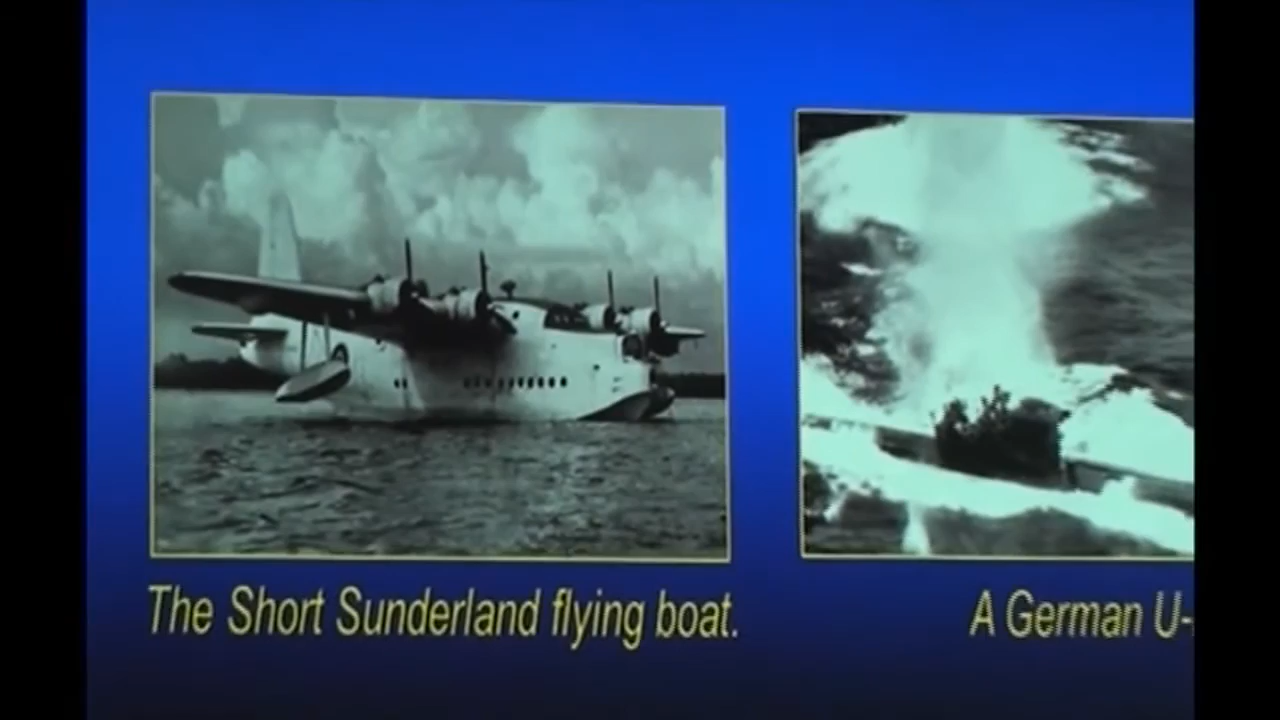 The Short Sunderland flying boat.
A German U-